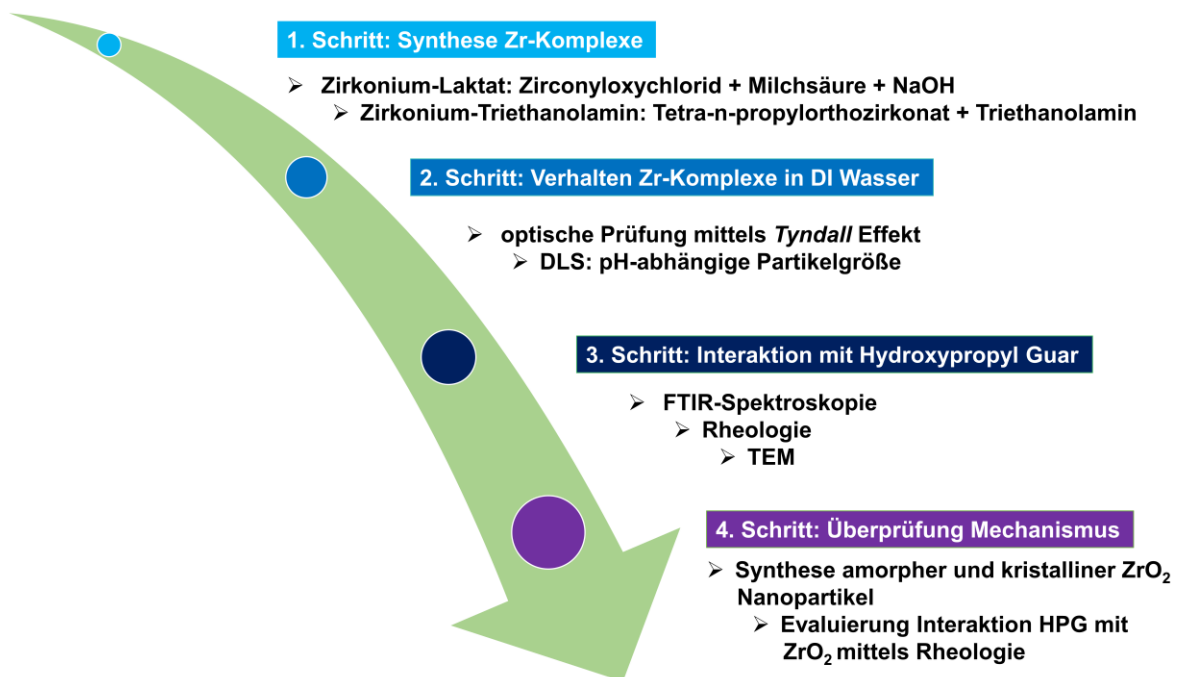 1. Schritt: Synthese Zr-Komplexe
➢ Zirkonium-Laktat: Zirconyloxychlorid + Milchsäure + NaOH
➢ Zirkonium-Triethanolamin: Tetra-n-propylorthozirkonat + Triethanolamin
2. Schritt: Verhalten Zr-Komplexe in DI Wasser
➢ optische Prüfung mittels Tyndall Effekt
➢ DLS: pH-abhängige Partikelgröße
3. Schritt: Interaktion mit Hydroxypropyl Guar
➢ FTIR-Spektroskopie
➢ Rheologie
➢ TEM
4. Schritt: Überprüfung Mechanismus
➢ Synthese amorpher und kristalliner ZrO₂
Nanopartikel
➢ Evaluierung Interaktion HPG mit
ZrO₂ mittels Rheologie